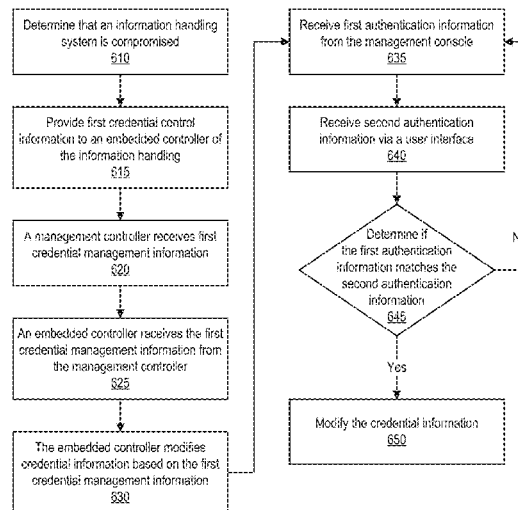 Determine that an information handling
system is compromised
610
Provide first credential control
information to an embedded controller of
the information handling
615
A management controller receives first
credential management information
620
An embedded controller receives the first
credential management information from
the management controller
625
The embedded controller modifies
credential information based on the first
credential management information
630
Receive first authentication information
from the management console
635
Receive second authentication
information via a user interface
640
Determine if
the first authentication
information matches the
second authentication
information
645
N
Yes
Modify the credential information
650